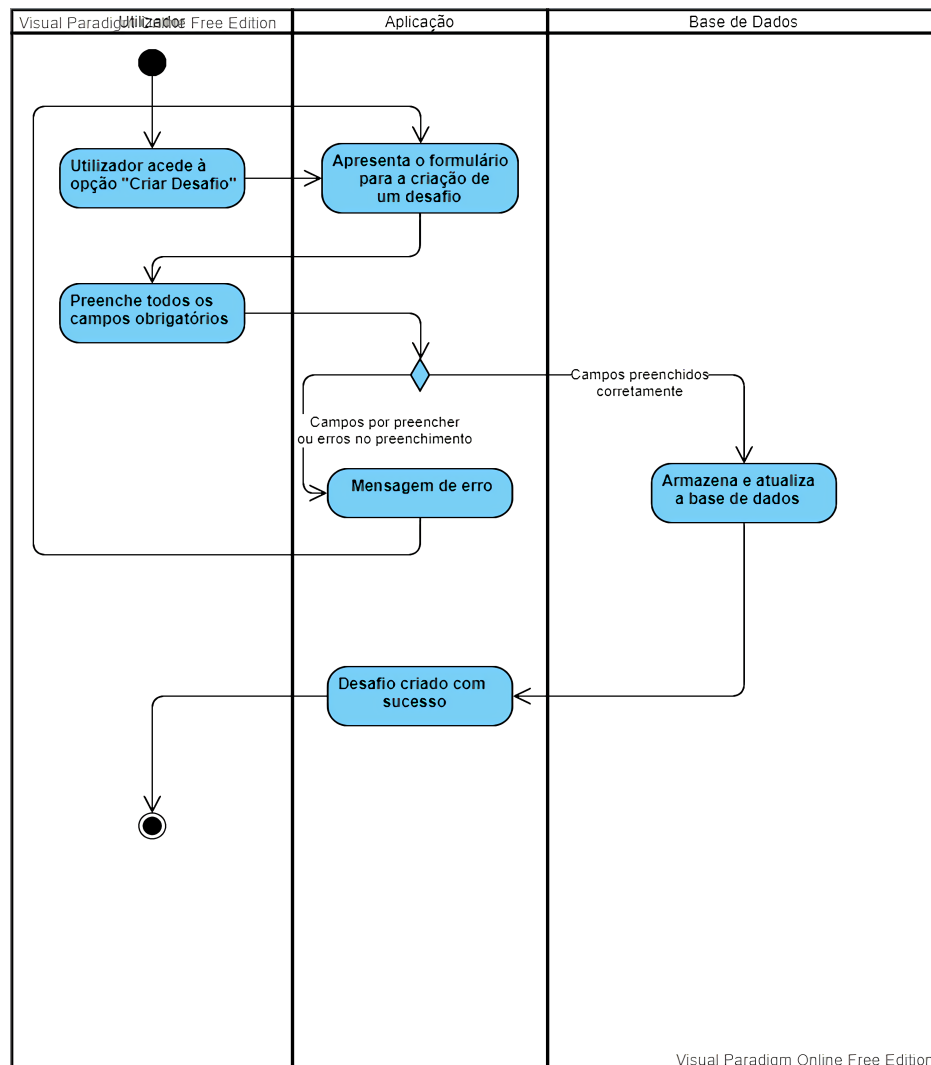 Visual Paradigm Online Free Edition
Utilizador
Aplicação
Base de Dados
Utilizador acede à
opção "Criar Desafio"
Apresenta o formulário
para a criação de
um desafio
Preenche todos os
campos obrigatórios
Campos preenchidos
corretamente
Campos por preencher
ou erros no preenchimento
Mensagem de erro
Armazena e atualiza
a base de dados
Desafio criado com
sucesso
Visual Paradigm Online Free Edition